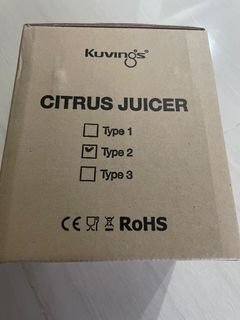 Kuvings
CITRUS JUICER
Type 1
Type 2
Type 3
CE RoHS